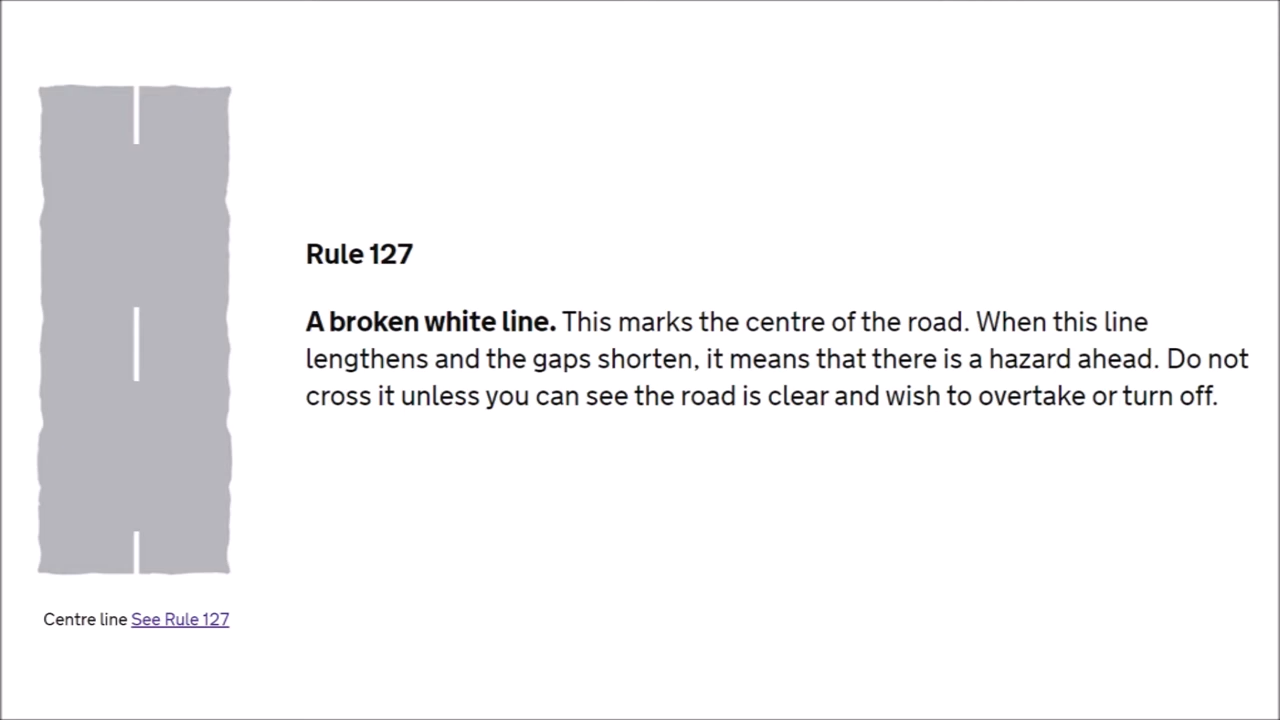 Rule 127
A broken white line. This marks the centre of the road. When this line
lengthens and the gaps shorten, it means that there is a hazard ahead. Do not
cross it unless you can see the road is clear and wish to overtake or turn off.
Centre line See Rule 127